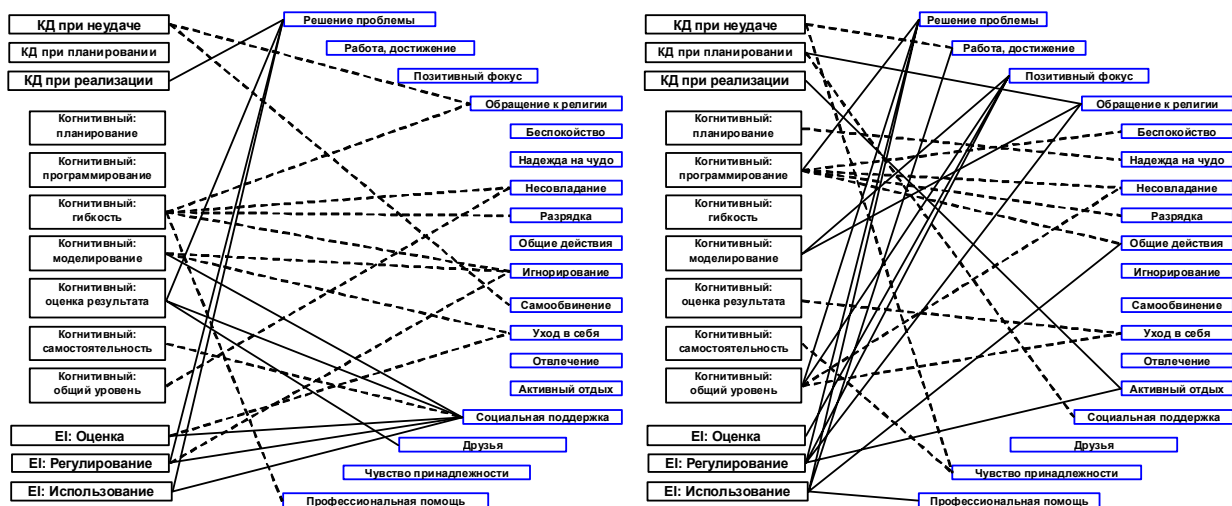 КД при неудаче
КД при планировании
КД при реализации
Когнитивный:
планирование
Когнитивный:
программирование
Когнитивный:
гибкость
Когнитивный:
моделирование
Когнитивный:
оценка результата
Когнитивный:
самостоятельность
Когнитивный:
общий уровень
EI: Оценка
EI: Регулирование
EI: Использование
Решение проблемы
Работа, достижение
Позитивный фокус
Обращение к религии
Беспокойство
Надежда на чудо
Несовладание
Разрядка
Общие действия
Игнорирование
Самообвинение
Уход в себя
Отвлечение
Активный отдых
Социальная поддержка
Друзья
Чувство принадлежности
Профессиональная помощь
КД при неудаче
КД при планировании
КД при реализации
Когнитивный:
планирование
Когнитивный:
программирование
Когнитивный:
гибкость
Когнитивный:
моделирование
Когнитивный:
оценка результата
Когнитивный:
самостоятельность
Когнитивный:
общий уровень
EI: Оценка
EI: Регулирование
EI: Использование
Решение проблемы
Работа, достижение
Позитивный фокус
Обращение к религии
Беспокойство
Надежда на чудо
Несовладание
Разрядка
Общие действия
Игнорирование
Самообвинение
Уход в себя
Отвлечение
Активный отдых
Социальная поддержка
Друзья
Чувство принадлежности
Профессиональная помощь